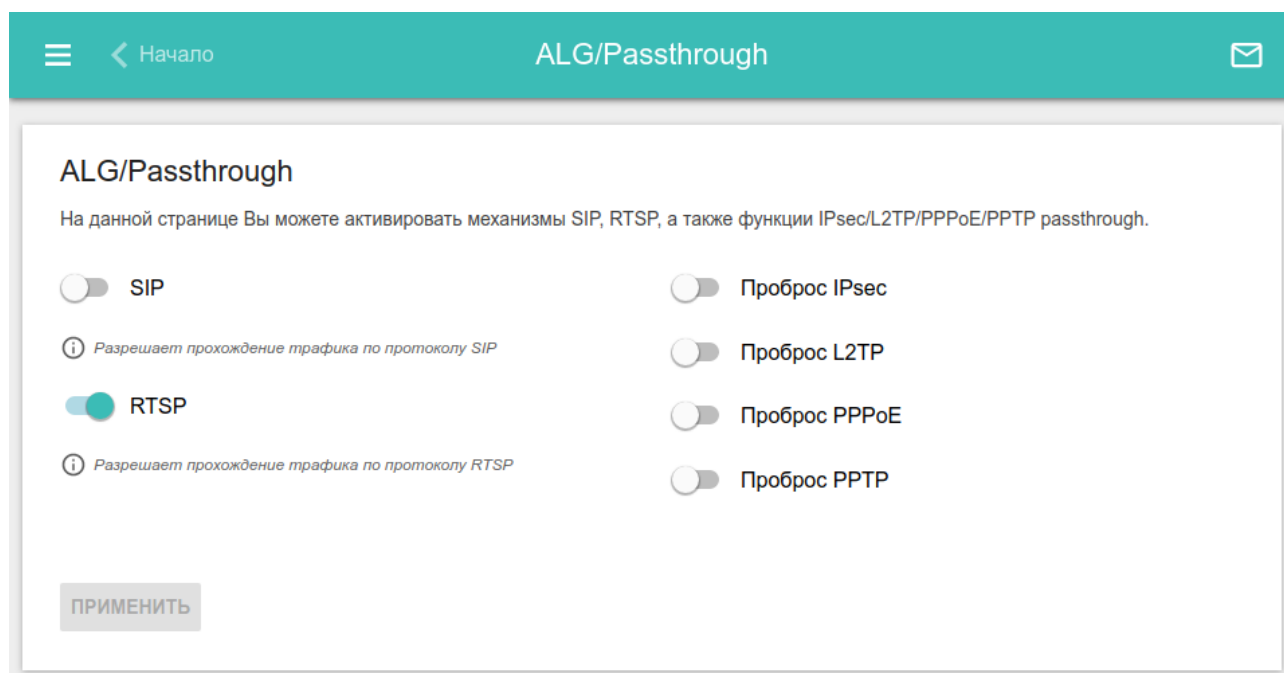 Начало
ALG/Passthrough
ALG/Passthrough
На данной странице Вы можете активировать механизмы SIP, RTSP, а также функции IPsec/L2TP/PPPoE/PPTP passthrough.
SIP
Разрешает прохождение трафика по протоколу SIP
RTSP
Разрешает прохождение трафика по протоколу RTSP
Проброс IPsec
Проброс L2TP
Проброс PPPoE
Проброс PPTP
ПРИМЕНИТЬ